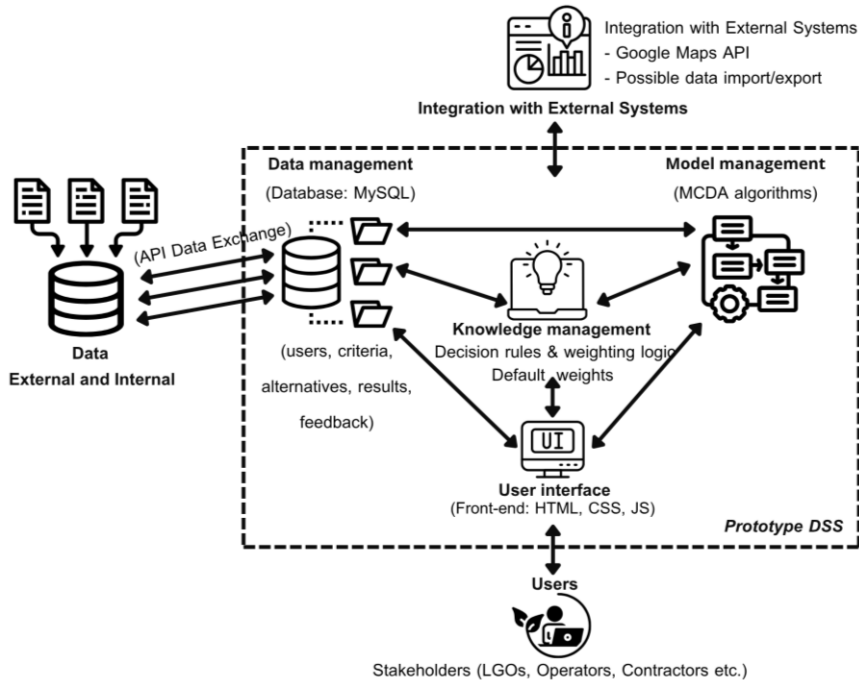 Integration with External Systems
- Google Maps API
- Possible data import/export
Integration with External Systems
Data management
(Database: MySQL)
Model management
(MCDA algorithms)
(API Data Exchange)
Data
External and Internal
(users, criteria,
alternatives, results,
feedback)
Knowledge management
Decision rules & weighting logic
Default weights
UI
User interface
(Front-end: HTML, CSS, JS)
Prototype DSS
Users
Stakeholders (LGOs, Operators, Contractors etc.)